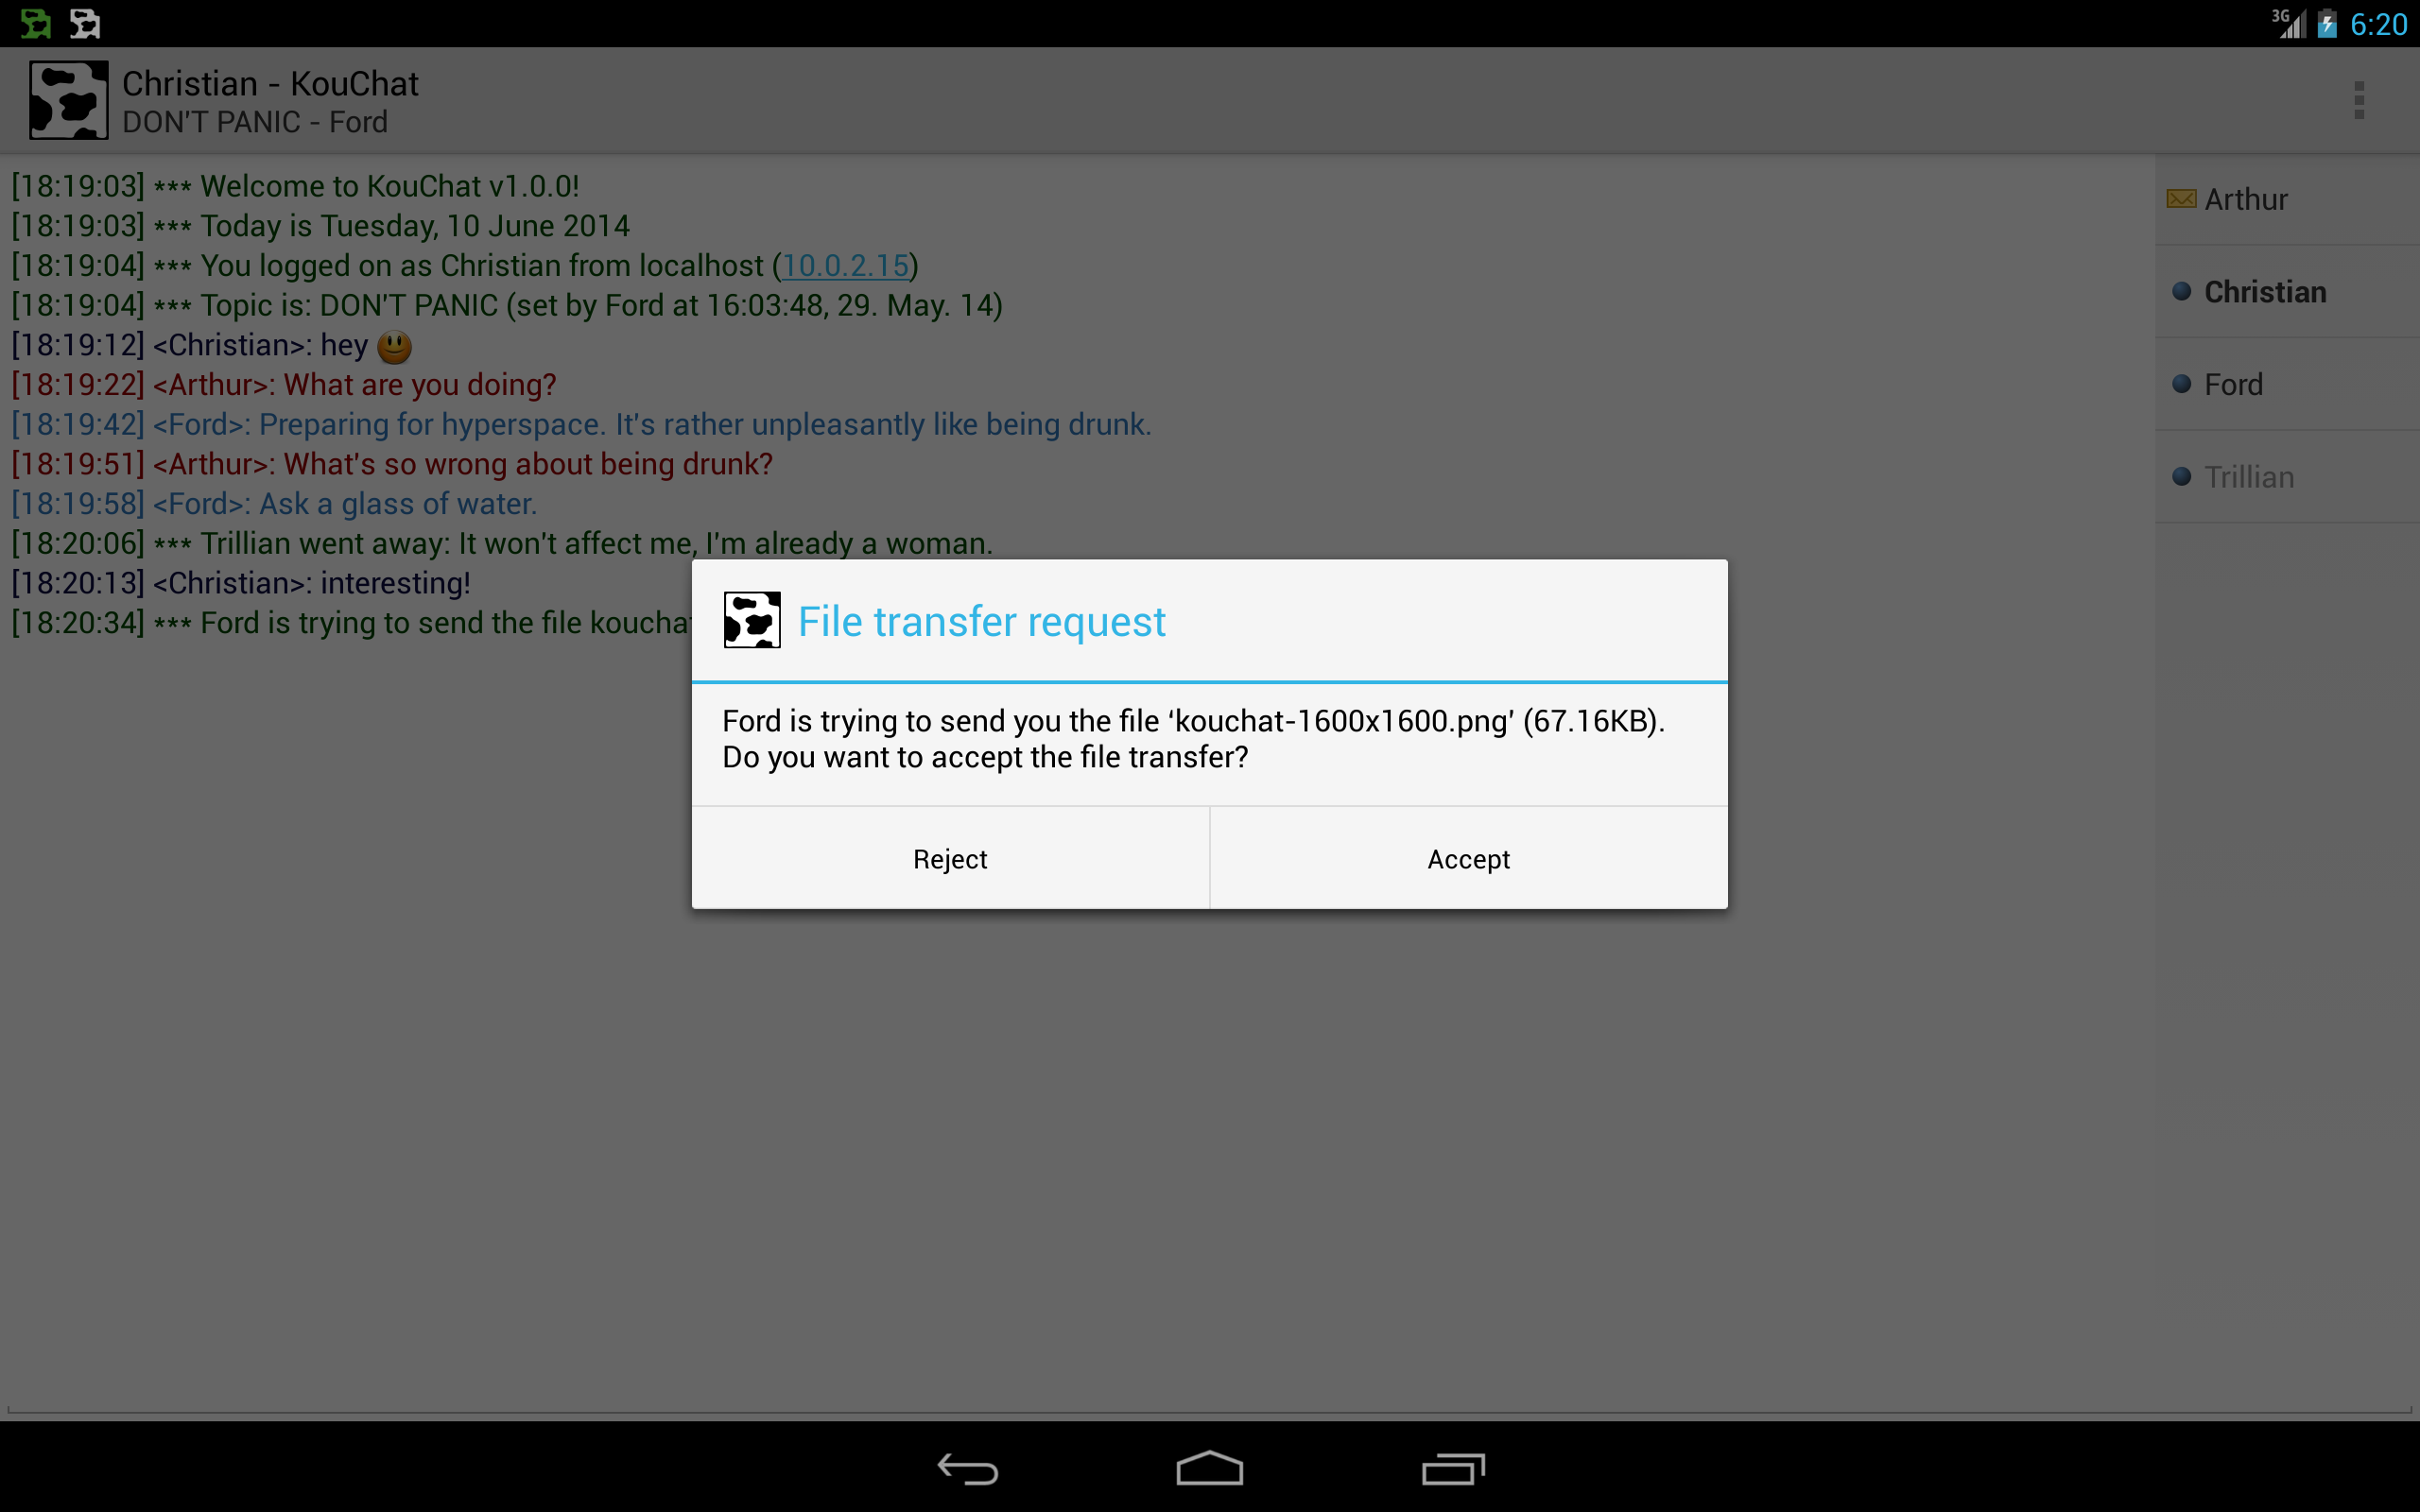 3G 6:20
Christian - KouChat
DON'T PANIC - Ford
[18:19:03] *** Welcome to KouChat v1.0.0!
[18:19:03] *** Today is Tuesday, 10 June 2014
[18:19:04] *** You logged on as Christian from localhost (10.0.2.15)
[18:19:04] *** Topic is: DON'T PANIC (set by Ford at 16:03:48, 29. May. 14)
[18:19:12] <Christian>: hey
[18:19:22] <Arthur>: What are you doing?
[18:19:42] <Ford>: Preparing for hyperspace. It's rather unpleasantly like being drunk.
[18:19:51] <Arthur>: What's so wrong about being drunk?
[18:19:58] <Ford>: Ask a glass of water.
[18:20:06] *** Trillian went away: It won't affect me, I'm already a woman.
[18:20:13] <Christian>: interesting!
[18:20:34] *** Ford is trying to send the file koucha
Arthur
Christian
Ford
Trillian
File transfer request
Ford is trying to send you the file ‘kouchat-1600x1600.png’ (67.16KB).
Do you want to accept the file transfer?
Reject
Accept